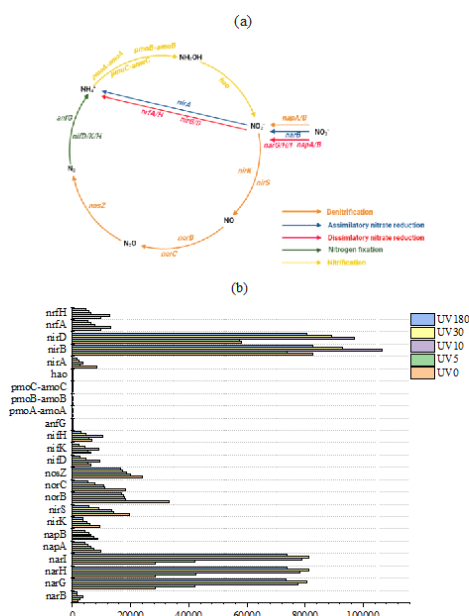 (a)
pmoA-amoA
pmoB-amoB
pmoC-amoC
NH₂OH
hao
NH₄⁺
nirA
nrfA/H
nirB/D
anfG
nifD/K/H
NO₂⁻
napA/B
narB
NO₃⁻
narG/H/I
napA/B
nirK
nirS
N₂
nosZ
NO
N₂O
norB
norC
Denitrification
Assimilatory nitrate reduction
Dissimilatory nitrate reduction
Nitrogen fixation
Nitrification
(b)
nrfH
nrfA
nirD
nirB
nirA
hao
pmoC-amoC
pmoB-amoB
pmoA-amoA
anfG
nifH
nifK
nifD
nosZ
norC
norB
nirS
nirK
napB
napA
narI
narH
narG
narB
UV180
UV30
UV10
UV5
UV0
0
20000
40000
60000
80000
100000